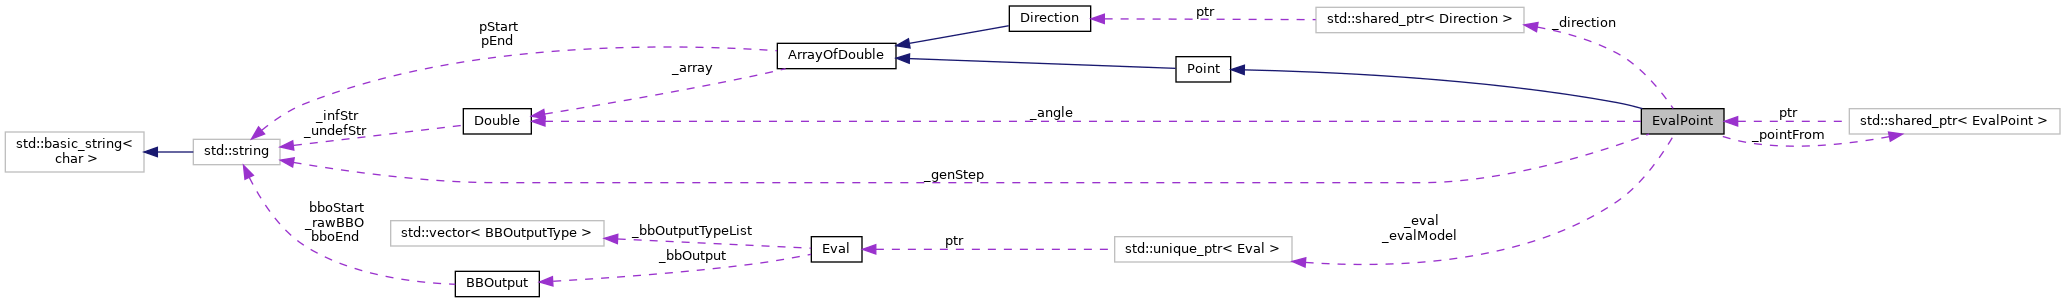 pStart
pEnd
Direction
ptr
std::shared_ptr< Direction >
_direction
ArrayOfDouble
_array
Point
_infStr
_undefStr
Double
_angle
EvalPoint
ptr
std::shared_ptr< EvalPoint >
_pointFrom
std::basic_string<
char >
std::string
_genStep
bboStart
_rawBBO
bboEnd
std::vector< BBOutputType >
_bbOutputTypeList
_bbOutput
Eval
ptr
std::unique_ptr< Eval >
_eval
_evalModel
BBOutput